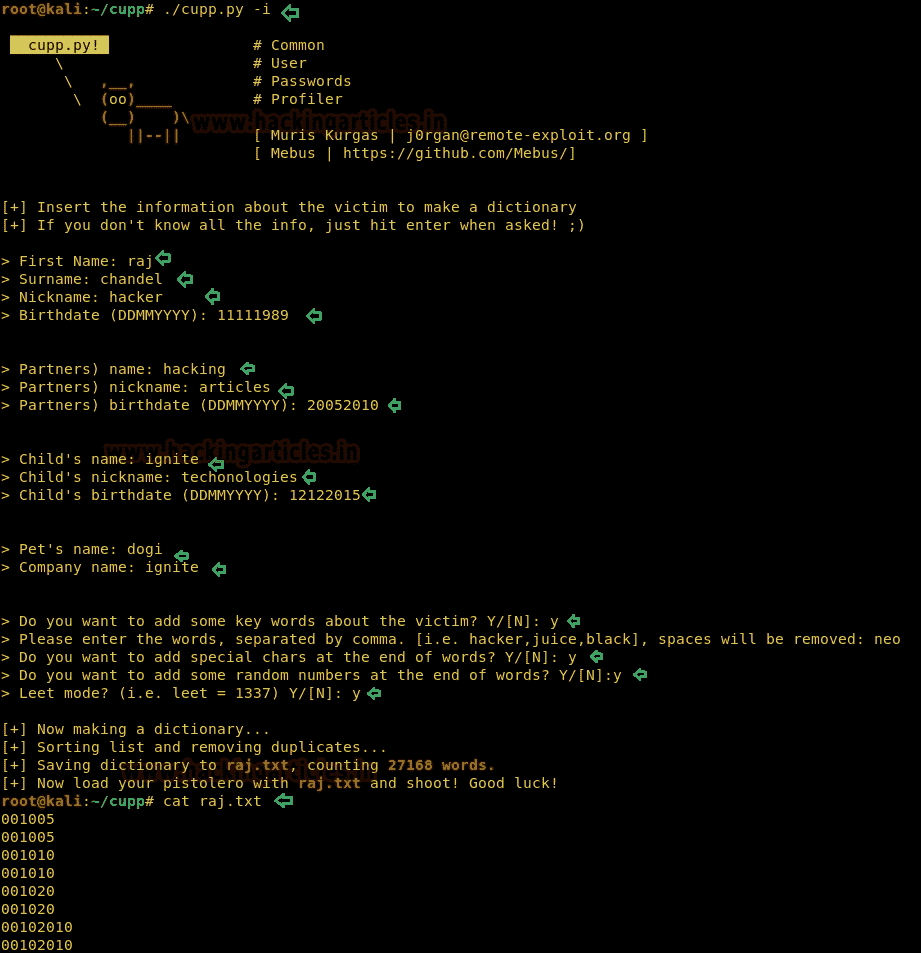 root@kali:~/cupp# ./cupp.py -i
cupp.py! # Common
\ # User
\ ,__, # Passwords
\ (oo)____ # Profiler
(__) )\
www.hackingarticles.in
||--|| [ Muris Kurgas | j0rgan@remote-exploit.org ]
[ Mebus | https://github.com/Mebus/]
[+] Insert the information about the victim to make a dictionary
[+] If you don't know all the info, just hit enter when asked! ;)
> First Name: raj
> Surname: chandel
> Nickname: hacker
> Birthdate (DDMMYYYY): 11111989
> Partners) name: hacking
> Partners) nickname: articles
> Partners) birthdate (DDMMYYYY): 20052010
www.hackingarticles.in
> Child's name: ignite
> Child's nickname: techonologies
> Child's birthdate (DDMMYYYY): 12122015
> Pet's name: dogi
> Company name: ignite
> Do you want to add some key words about the victim? Y/[N]: y
> Please enter the words, separated by comma. [i.e. hacker,juice,black], spaces will be removed: neo
> Do you want to add special chars at the end of words? Y/[N]: y
> Do you want to add some random numbers at the end of words? Y/[N]:y
> Leet mode? (i.e. leet = 1337) Y/[N]: y
[+] Now making a dictionary...
[+] Sorting list and removing duplicates...
[+] Saving dictionary to raj.txt, counting 27168 words.
[+] Now load your pistolero with raj.txt and shoot! Good luck!
root@kali:~/cupp# cat raj.txt
001005
001005
001010
001010
001020
001020
00102010
00102010